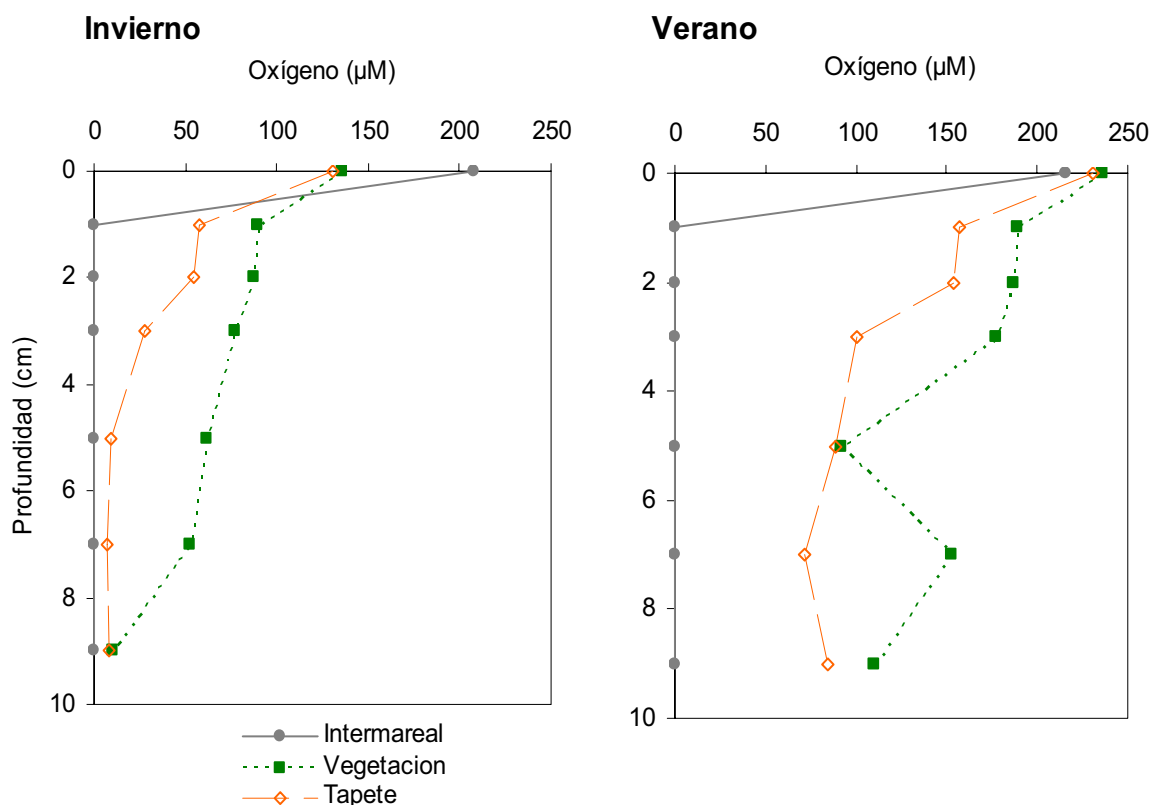 Invierno
Oxígeno (µM)
0 50 100 150 200 250
0
2
4
6
8
10
Profundidad (cm)
Verano
Oxígeno (µM)
0 50 100 150 200 250
0
2
4
6
8
10
Intermareal
Vegetacion
Tapete